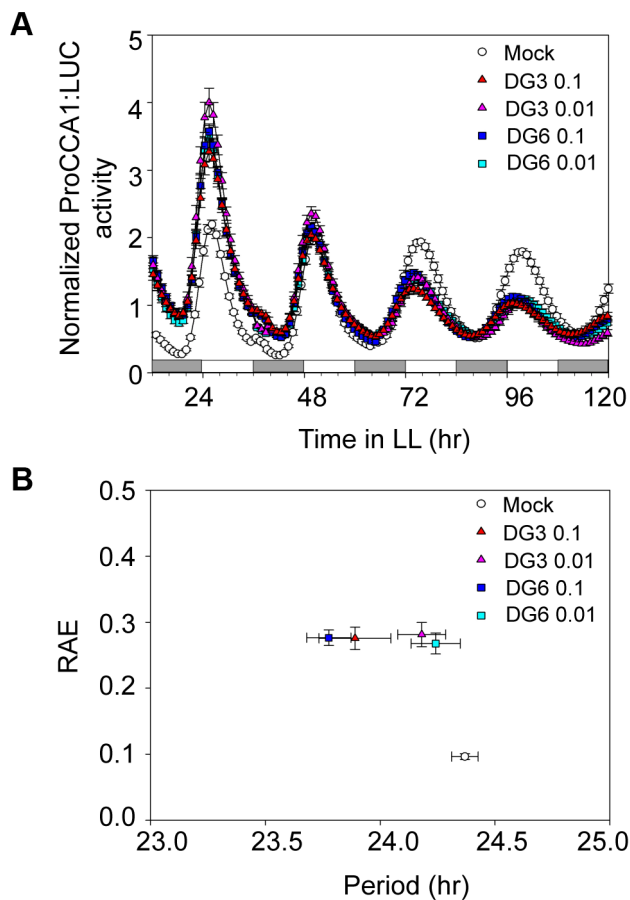 A
Normalized ProCCA1:LUC
activity
5
4
3
2
1
0
Mock
DG3 0.1
DG3 0.01
DG6 0.1
DG6 0.01
24
48
72
96
120
Time in LL (hr)
B
RAE
0.5
0.4
0.3
0.2
0.1
0.0
Mock
DG3 0.1
DG3 0.01
DG6 0.1
DG6 0.01
23.0
23.5
24.0
24.5
25.0
Period (hr)